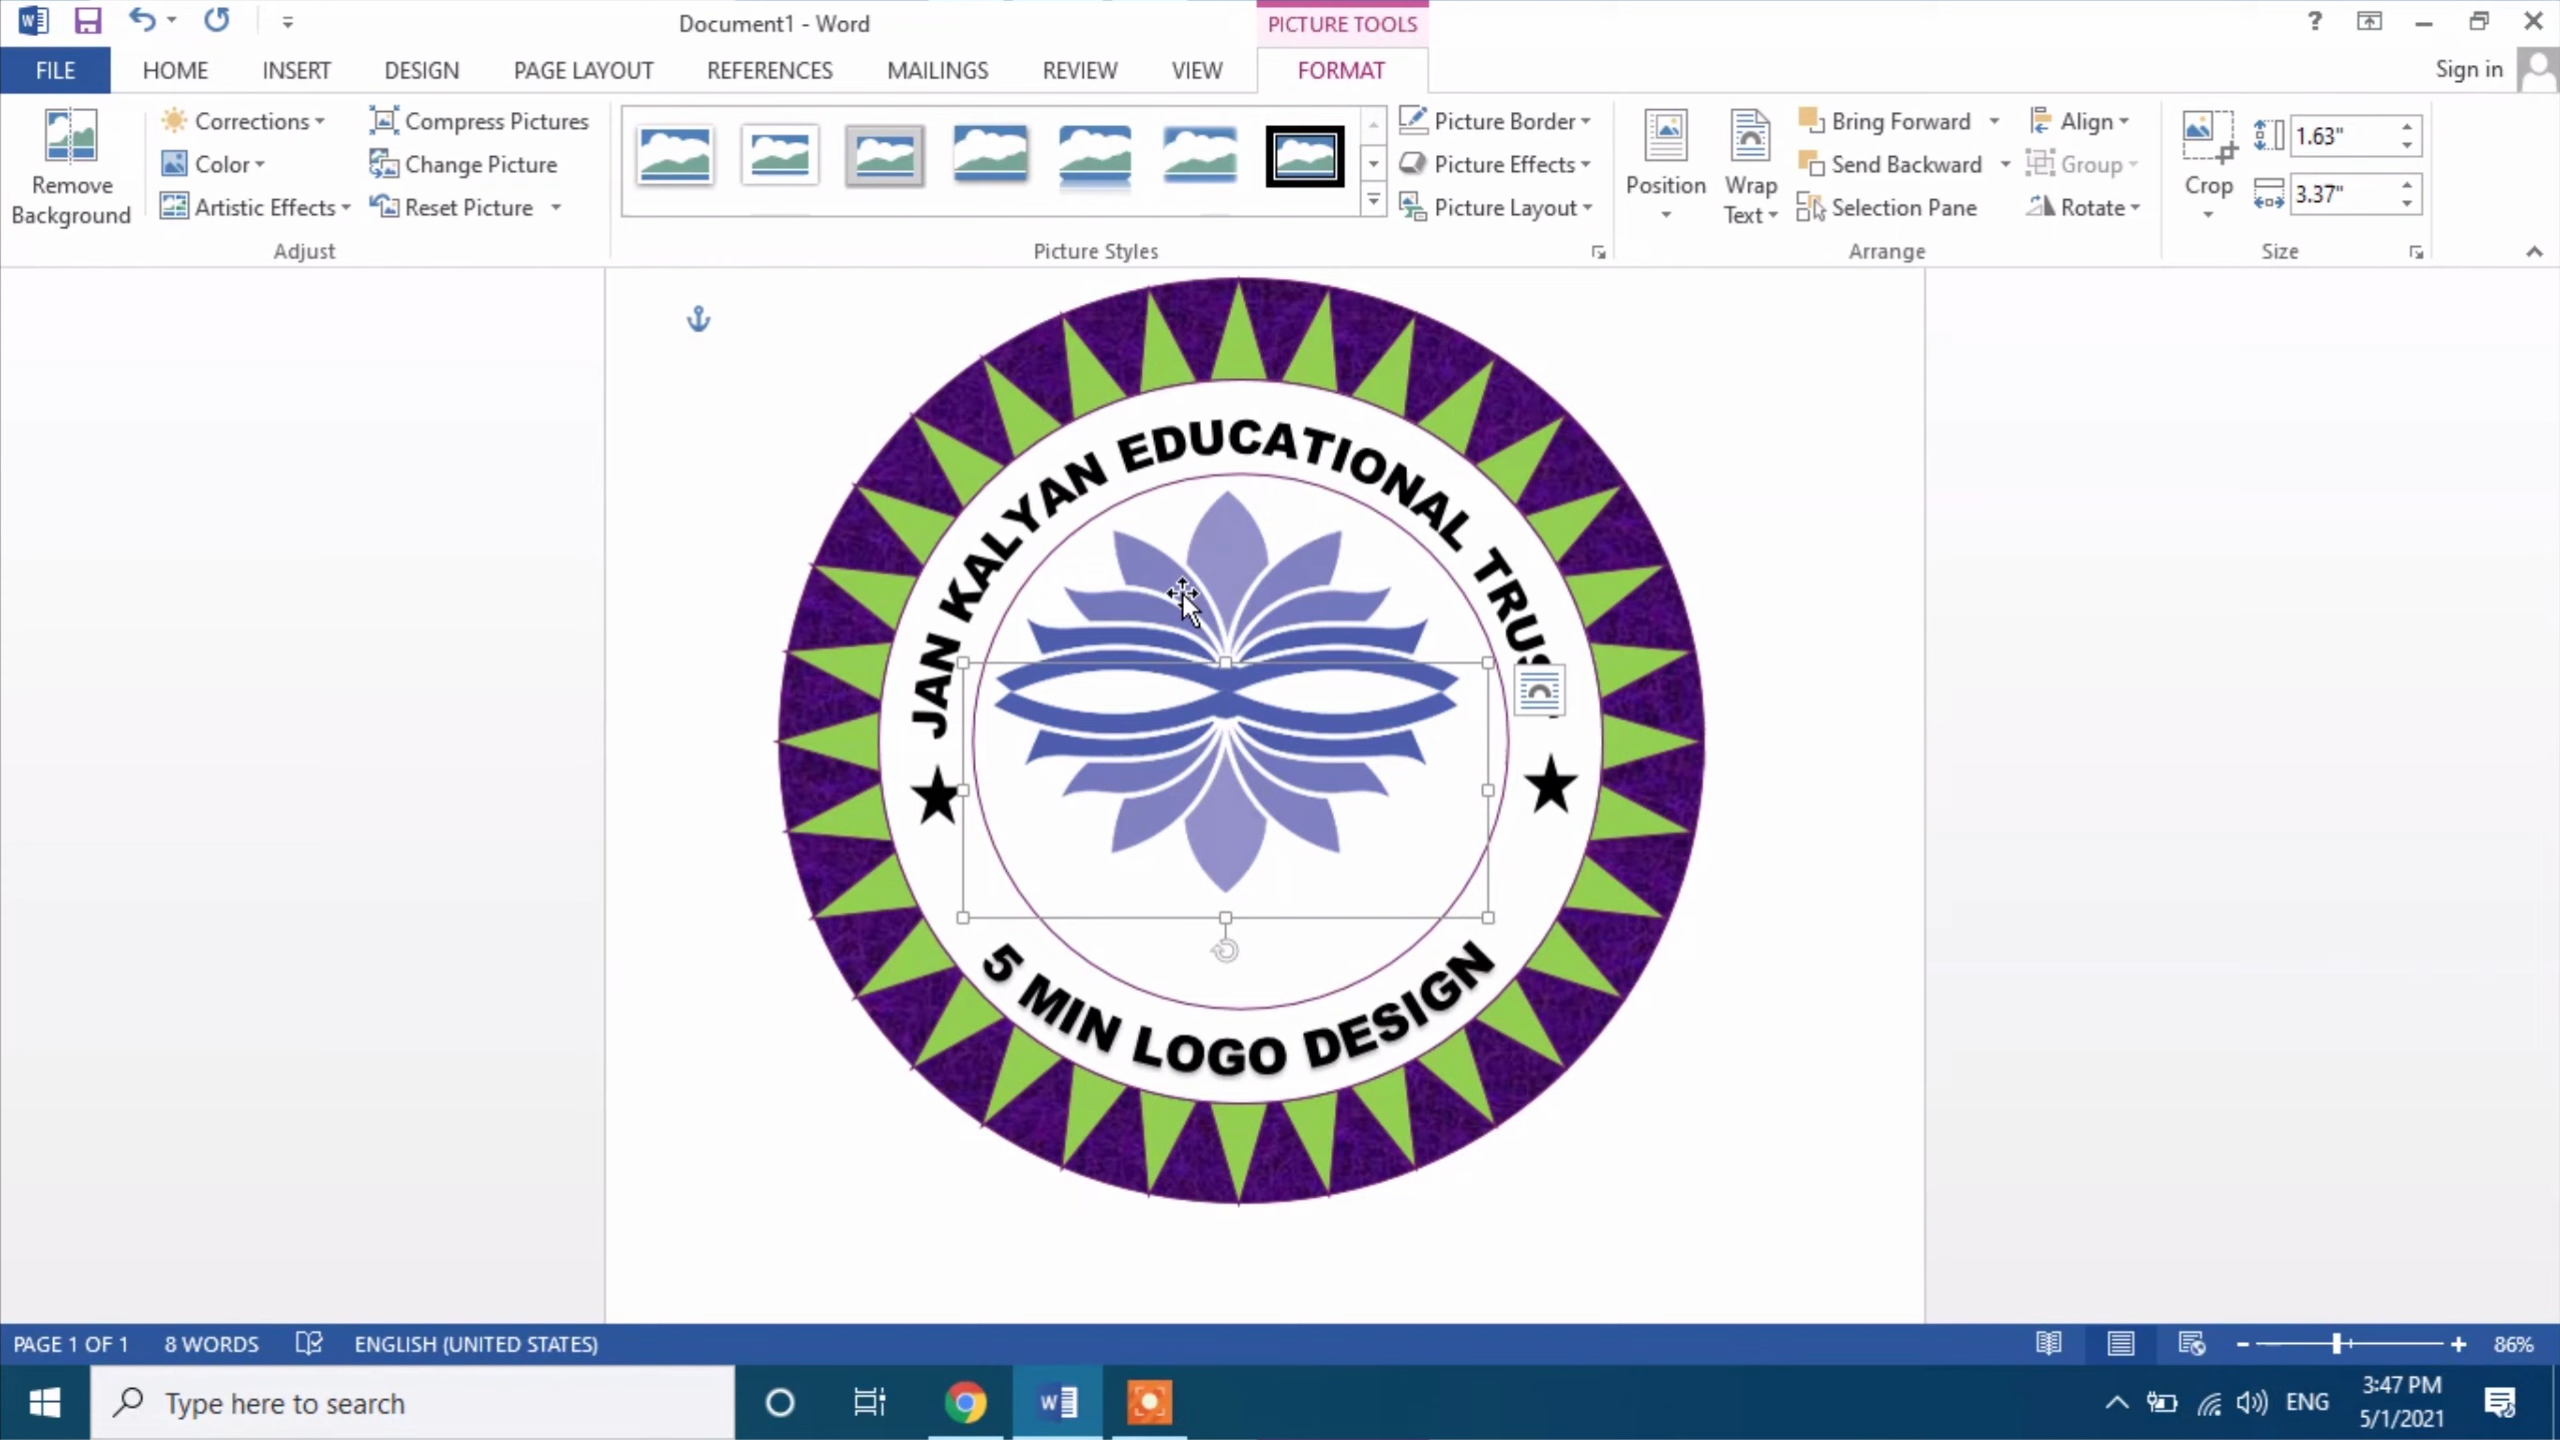 Document1 - Word
PICTURE TOOLS
?
FILE
HOME
INSERT
DESIGN
PAGE LAYOUT
REFERENCES
MAILINGS
REVIEW
VIEW
FORMAT
Sign in
Remove Background
Corrections
Color
Artistic Effects
Compress Pictures
Change Picture
Reset Picture
Adjust
Picture Border
Picture Effects
Picture Layout
Picture Styles
Position
Wrap Text
Bring Forward
Send Backward
Selection Pane
Align
Group
Rotate
Arrange
Crop
1.63"
3.37"
Size
JAN KALYAN EDUCATIONAL TRUS
5 MIN LOGO DESIGN
PAGE 1 OF 1
8 WORDS
ENGLISH (UNITED STATES)
86%
Type here to search
ENG
3:47 PM
5/1/2021